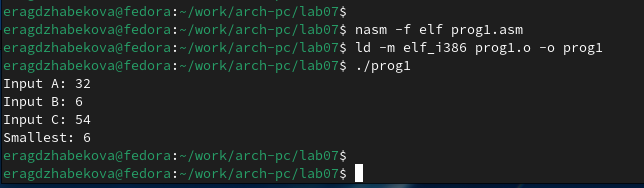 eragdzhabekova@fedora:~/work/arch-pc/lab07$
eragdzhabekova@fedora:~/work/arch-pc/lab07$ nasm -f elf prog1.asm
eragdzhabekova@fedora:~/work/arch-pc/lab07$ ld -m elf_i386 prog1.o -o prog1
eragdzhabekova@fedora:~/work/arch-pc/lab07$ ./prog1
Input A: 32
Input B: 6
Input C: 54
Smallest: 6
eragdzhabekova@fedora:~/work/arch-pc/lab07$
eragdzhabekova@fedora:~/work/arch-pc/lab07$